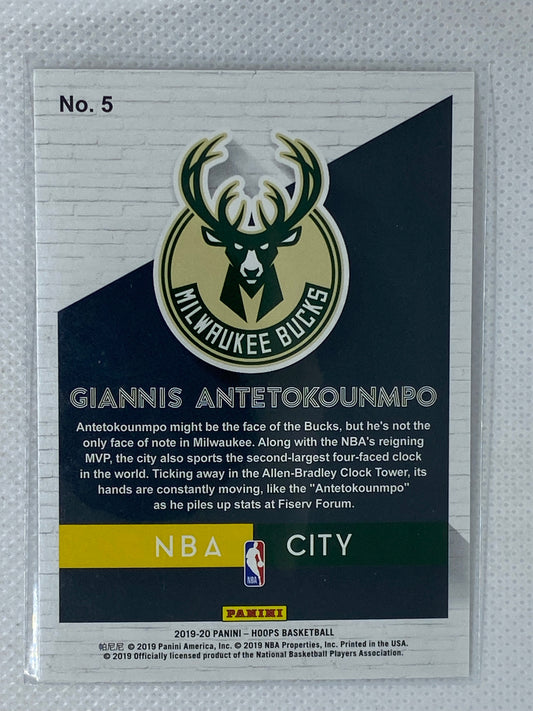 No. 5
MILWAUKEE BUCKS
GIANNIS ANTETOKOUNMPO
Antetokounmpo might be the face of the Bucks, but he's not the
only face of note in Milwaukee. Along with the NBA's reigning
MVP, the city also sports the second-largest four-faced clock
in the world. Ticking away in the Allen-Bradley Clock Tower, its
hands are constantly moving, like the "Antetokounmpo"
as he piles up stats at Fiserv Forum.
NBA CITY
NBA
PANINI
2019-20 PANINI – HOOPS BASKETBALL
帕尼尼 © 2019 Panini America, Inc. © 2019 NBA Properties, Inc. Printed in the USA.
© 2019 Officially licensed product of the National Basketball Players Association.